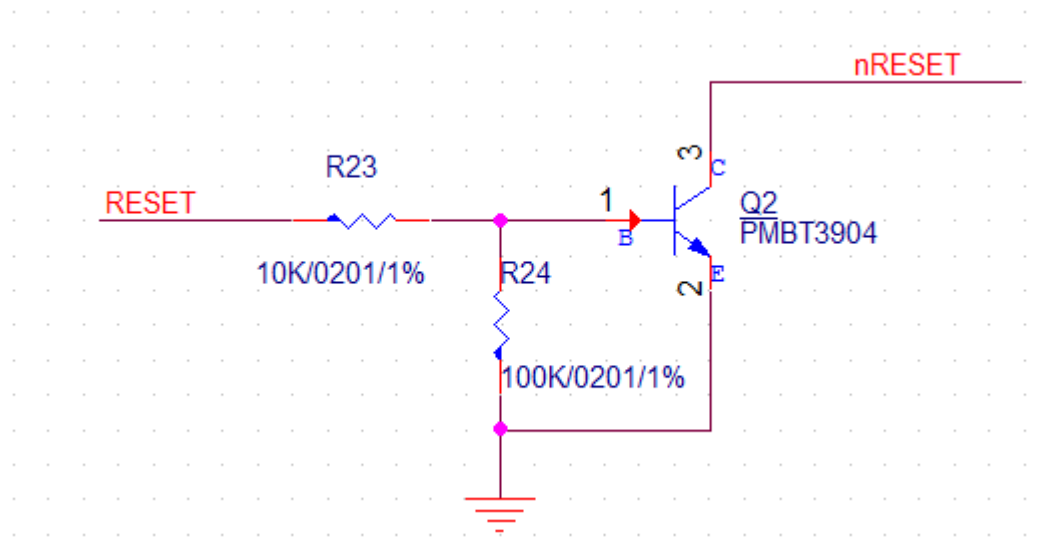 nRESET
R23
3
C
RESET
1
Q2
B
PMBT3904
10K/0201/1%
R24
2
E
100K/0201/1%